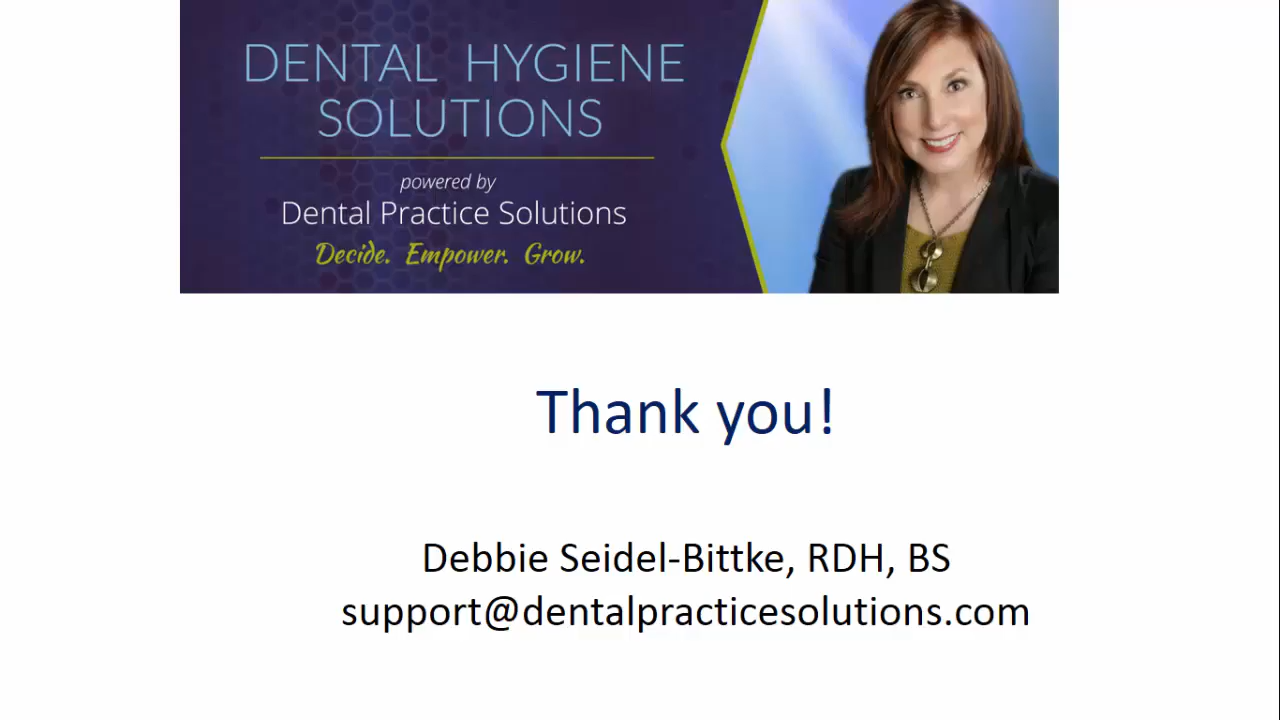 DENTAL HYGIENE
SOLUTIONS
powered by
Dental Practice Solutions
Decide. Empower. Grow.
Thank you!
Debbie Seidel-Bittke, RDH, BS
support@dentalpracticesolutions.com